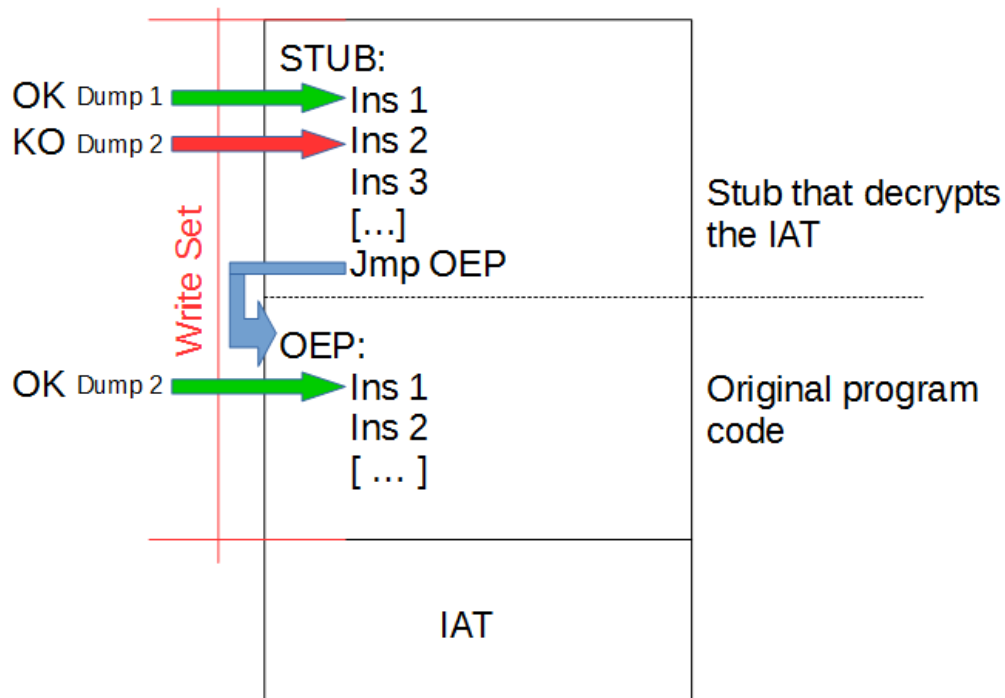 STUB:
OK Dump 1
Ins 1
KO Dump 2
Ins 2
Ins 3
[...]
Jmp OEP
Stub that decrypts
the IAT
Write Set
OEP:
OK Dump 2
Ins 1
Ins 2
[ ... ]
Original program
code
IAT